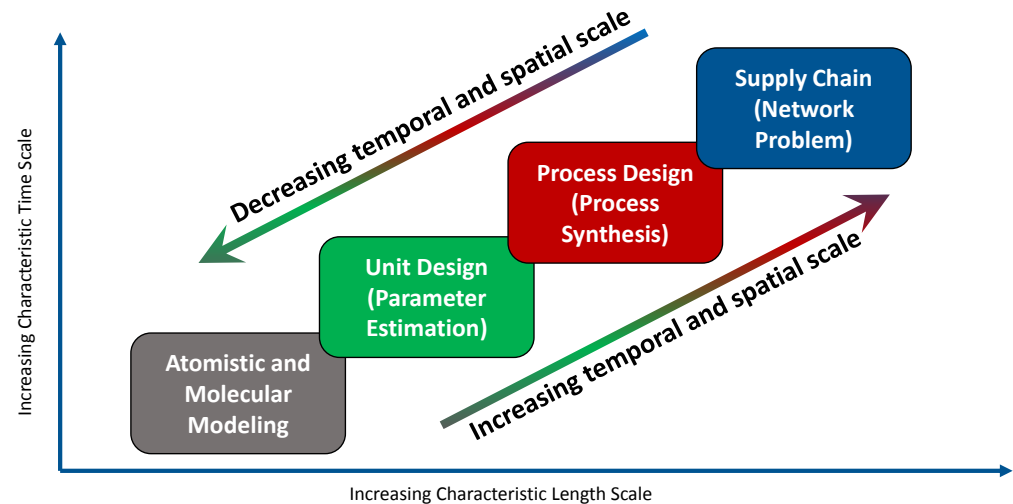 Decreasing temporal and spatial scale
Supply Chain
(Network
Problem)
Process Design
(Process
Synthesis)
Unit Design
(Parameter
Estimation)
Atomistic and
Molecular
Modeling
Increasing temporal and spatial scale
Increasing Characteristic Time Scale
Increasing Characteristic Length Scale